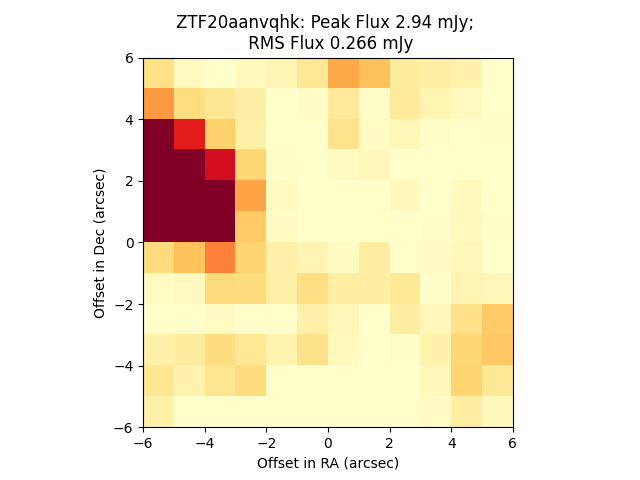 ZTF20aanvqhk: Peak Flux 2.94 mJy;
RMS Flux 0.266 mJy
6
4
2
0
−2
−4
−6
Offset in Dec (arcsec)
−6 −4 −2 0 2 4 6
Offset in RA (arcsec)